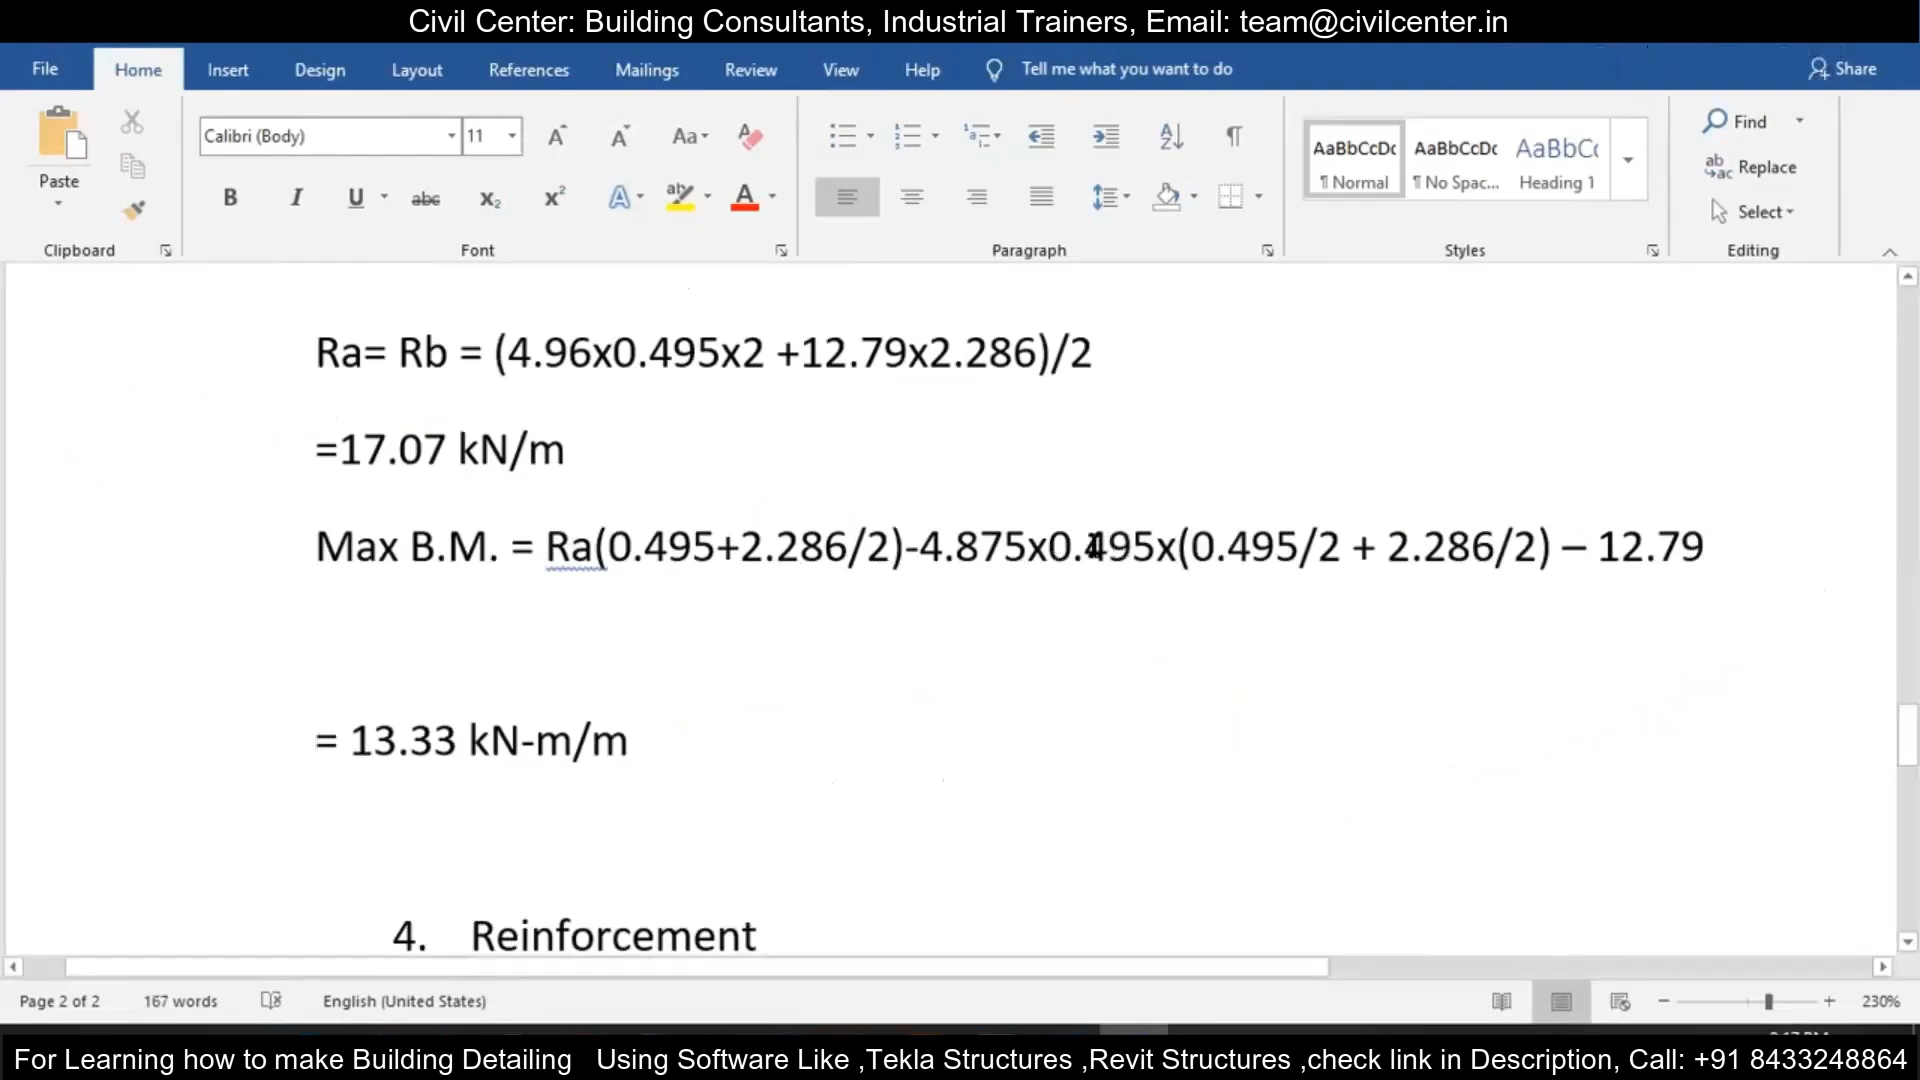 Civil Center: Building Consultants, Industrial Trainers, Email: team@civilcenter.in
File Home Insert Design Layout References Mailings Review View Help Tell me what you want to do Share
Paste
Clipboard
Calibri (Body) 11 Aa
B I U abc x₂ x² A ab A
Font
Paragraph
AaBbCcDc AaBbCcDc AaBbCc
¶ Normal ¶ No Spac... Heading 1
Styles
Find
Replace
Select
Editing
Ra= Rb = (4.96x0.495x2 +12.79x2.286)/2
=17.07 kN/m
Max B.M. = Ra(0.495+2.286/2)-4.875x0.495x(0.495/2 + 2.286/2) – 12.79
= 13.33 kN-m/m
4. Reinforcement
Page 2 of 2 167 words English (United States) 230%
For Learning how to make Building Detailing Using Software Like ,Tekla Structures ,Revit Structures ,check link in Description, Call: +91 8433248864